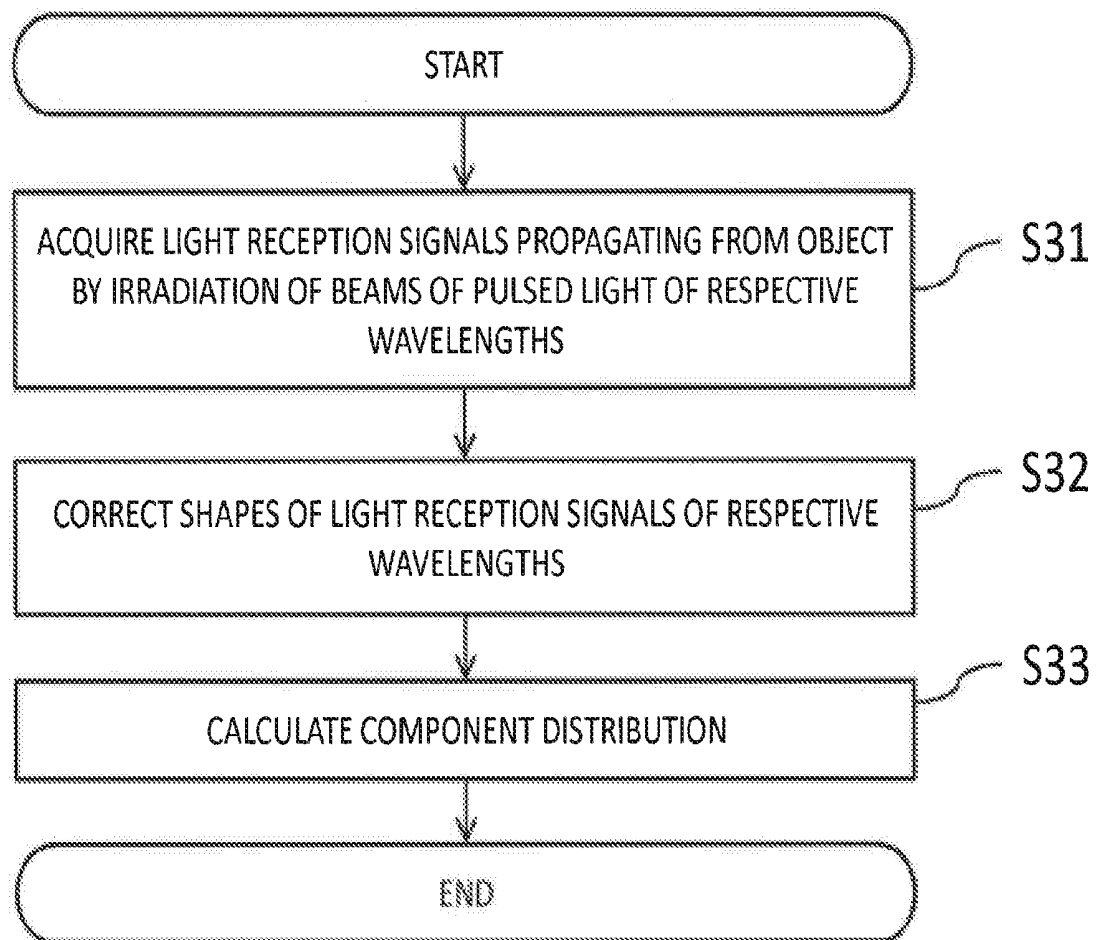 START
ACQUIRE LIGHT RECEPTION SIGNALS PROPAGATING FROM OBJECT
BY IRRADIATION OF BEAMS OF PULSED LIGHT OF RESPECTIVE
WAVELENGTHS
S31
CORRECT SHAPES OF LIGHT RECEPTION SIGNALS OF RESPECTIVE
WAVELENGTHS
S32
CALCULATE COMPONENT DISTRIBUTION
S33
END